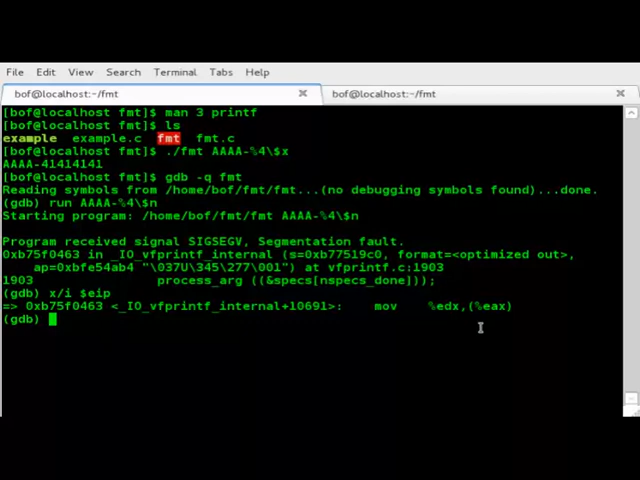 File Edit View Search Terminal Tabs Help
bof@localhost:~/fmt bof@localhost:~/fmt
[bof@localhost fmt]$ man 3 printf
[bof@localhost fmt]$ ls
example example.c fmt fmt.c
[bof@localhost fmt]$ ./fmt AAAA-%4\$x
AAAA-41414141
[bof@localhost fmt]$ gdb -q fmt
Reading symbols from /home/bof/fmt/fmt...(no debugging symbols found)...done.
(gdb) run AAAA-%4\$n
Starting program: /home/bof/fmt/fmt AAAA-%4\$n
Program received signal SIGSEGV, Segmentation fault.
0xb75f0463 in _IO_vfprintf_internal (s=0xb77519c0, format=<optimized out>,
ap=0xbfe54ab4 "\037U\345\277\001") at vfprintf.c:1903
1903 process_arg ((&specs[nspecs_done]));
(gdb) x/i $eip
=> 0xb75f0463 <_IO_vfprintf_internal+10691>: mov %edx,(%eax)
(gdb)